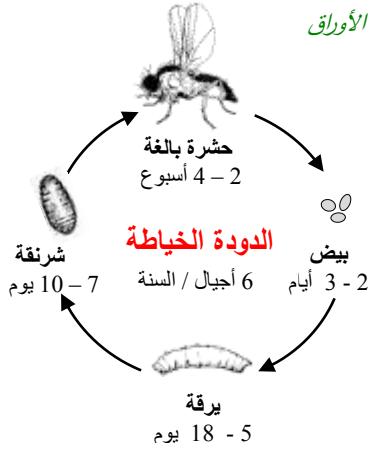 الأوراق
حشرة بالغة
2 – 4 أسبوع
بيض
2 - 3 أيام
الدودة الخياطة
6 أجيال / السنة
شرنقة
7 – 10 يوم
يرقة
5 - 18 يوم